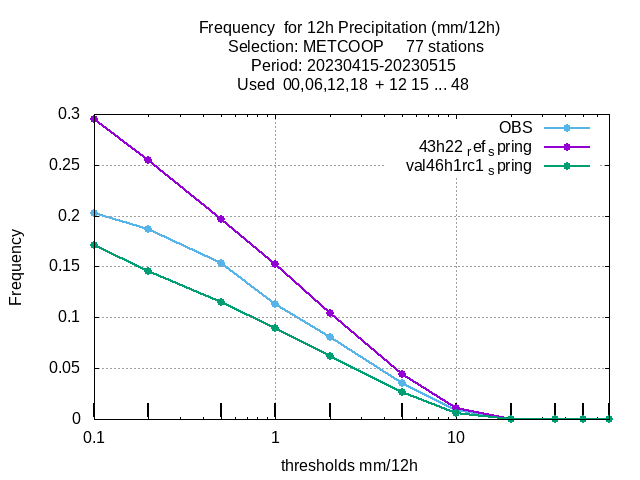 Frequency for 12h Precipitation (mm/12h)
Selection: METCOOP 77 stations
Period: 20230415-20230515
Used 00,06,12,18 + 12 15 ... 48
OBS
43h22 ref spring
val46h1rc1 spring
0.3
0.25
0.2
0.15
0.1
0.05
0
Frequency
0.1 1 10
thresholds mm/12h